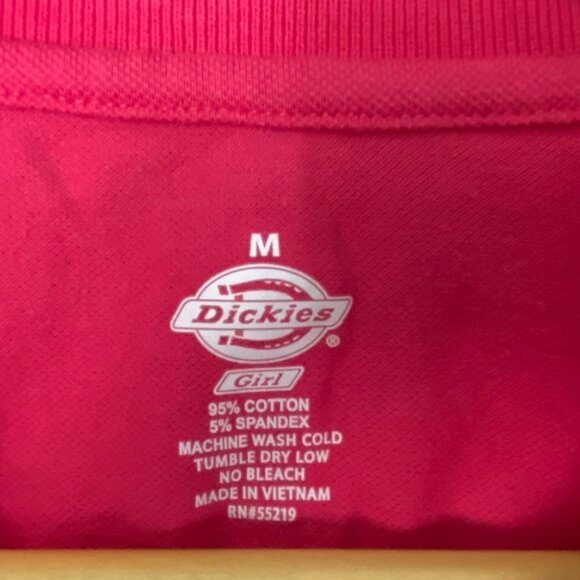 M
Dickies
®
Girl
95% COTTON
5% SPANDEX
MACHINE WASH COLD
TUMBLE DRY LOW
NO BLEACH
MADE IN VIETNAM
RN#55219